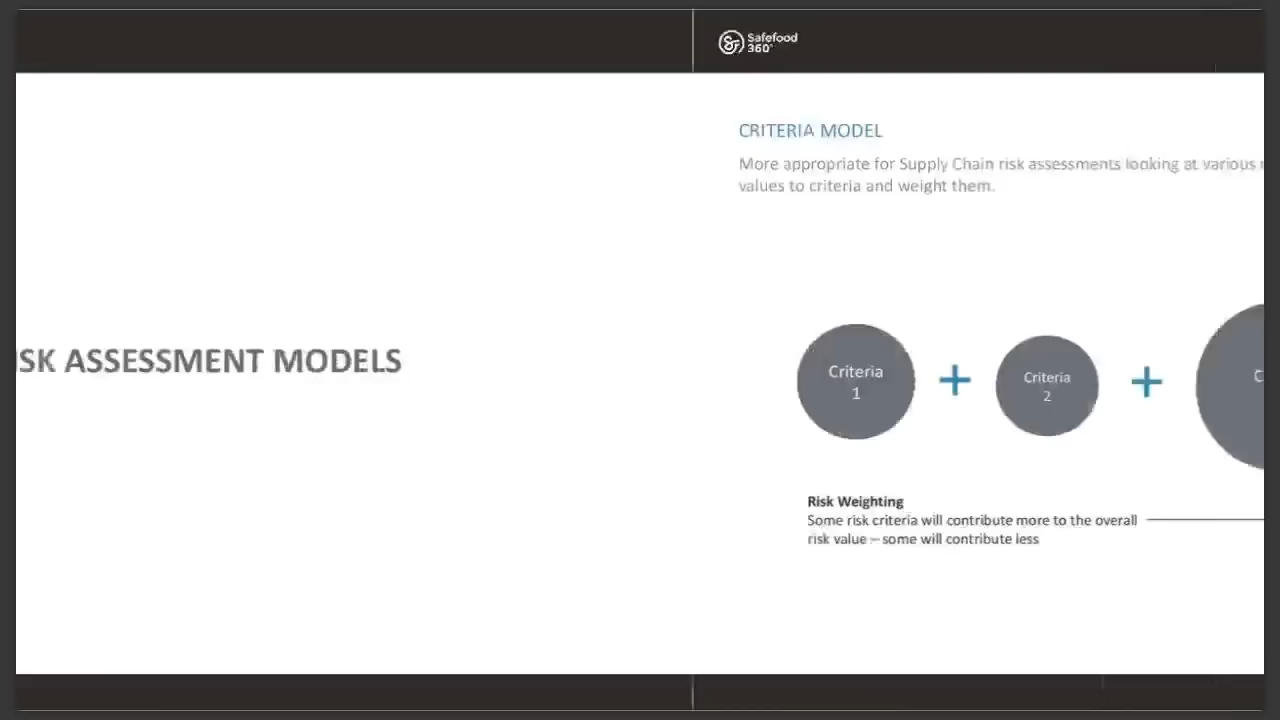 Safefood
360°
CRITERIA MODEL
More appropriate for Supply Chain risk assessments looking at various
values to criteria and weight them.
ISK ASSESSMENT MODELS
Criteria
1
+
Criteria
2
+
C
Risk Weighting
Some risk criteria will contribute more to the overall
risk value – some will contribute less